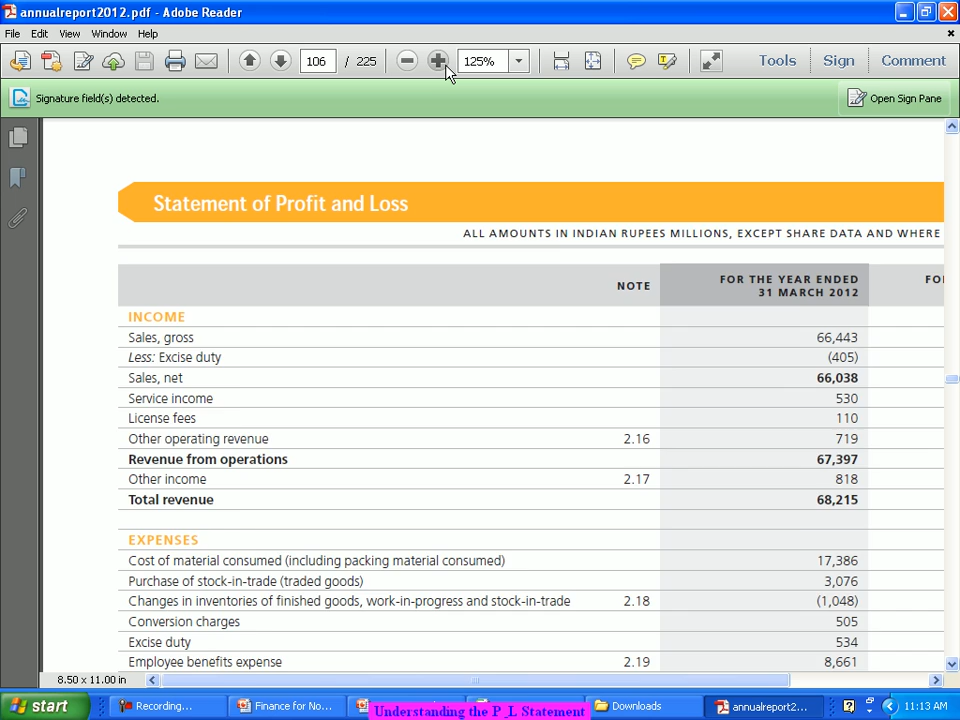 annualreport2012.pdf - Adobe Reader
File Edit View Window Help
106 / 225 125% Tools Sign Comment
Signature field(s) detected. Open Sign Pane
Statement of Profit and Loss
ALL AMOUNTS IN INDIAN RUPEES MILLIONS, EXCEPT SHARE DATA AND WHERE
NOTE FOR THE YEAR ENDED FO
31 MARCH 2012
INCOME
Sales, gross 66,443
Less: Excise duty (405)
Sales, net 66,038
Service income 530
License fees 110
Other operating revenue 2.16 719
Revenue from operations 67,397
Other income 2.17 818
Total revenue 68,215
EXPENSES
Cost of material consumed (including packing material consumed) 17,386
Purchase of stock-in-trade (traded goods) 3,076
Changes in inventories of finished goods, work-in-progress and stock-in-trade 2.18 (1,048)
Conversion charges 505
Excise duty 534
Employee benefits expense 2.19 8,661
8.50 x 11.00 in
start Recording... Finance for No... Understanding the P _L Statement Downloads annualreport2... 11:13 AM